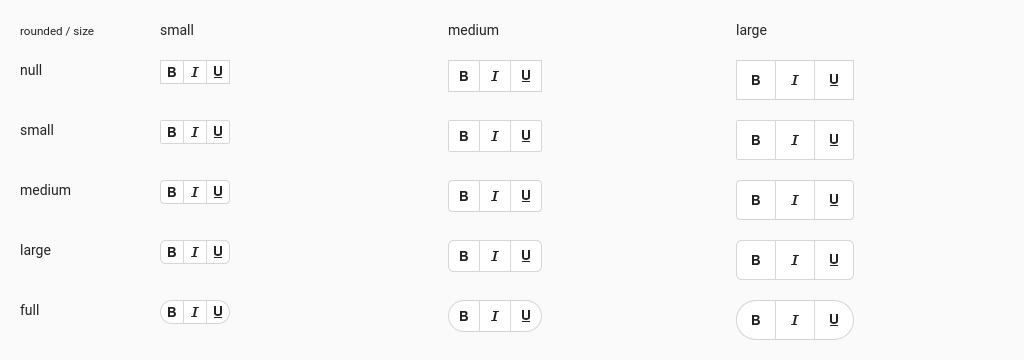 rounded / size small medium large
null B I U B I U B I U
small B I U B I U B I U
medium B I U B I U B I U
large B I U B I U B I U
full B I U B I U B I U